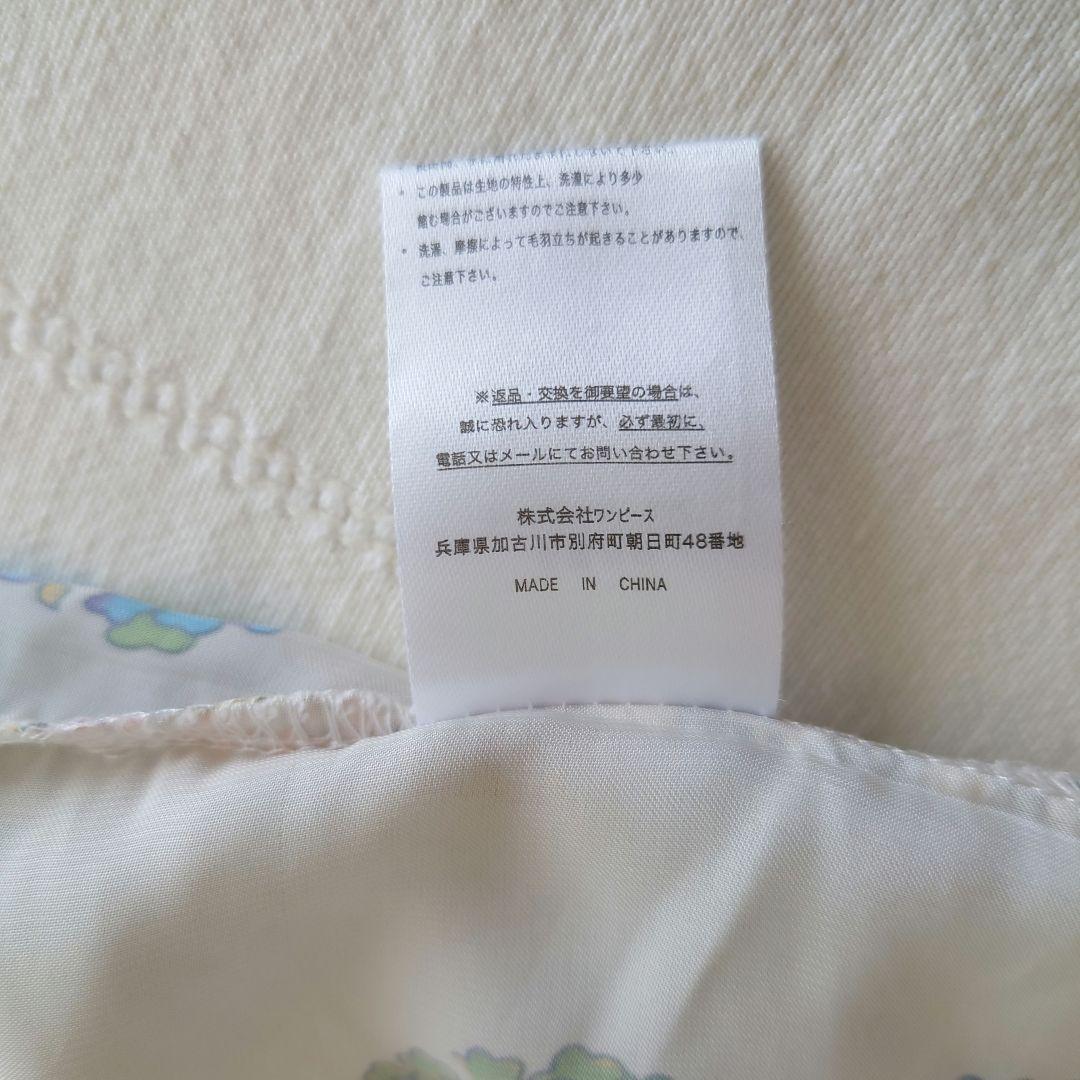 ・この製品は生地の特性上、洗濯により多少
縮む場合がございますのでご注意下さい。
・洗濯、摩擦によって毛羽立ちが起きることがありますので、
ご注意下さい。
※返品・交換を御要望の場合は、
誠に恐れ入りますが、必ず最初に、
電話又はメールにてお問い合わせ下さい。
株式会社ワンピース
兵庫県加古川市別府町朝日町48番地
MADE IN CHINA